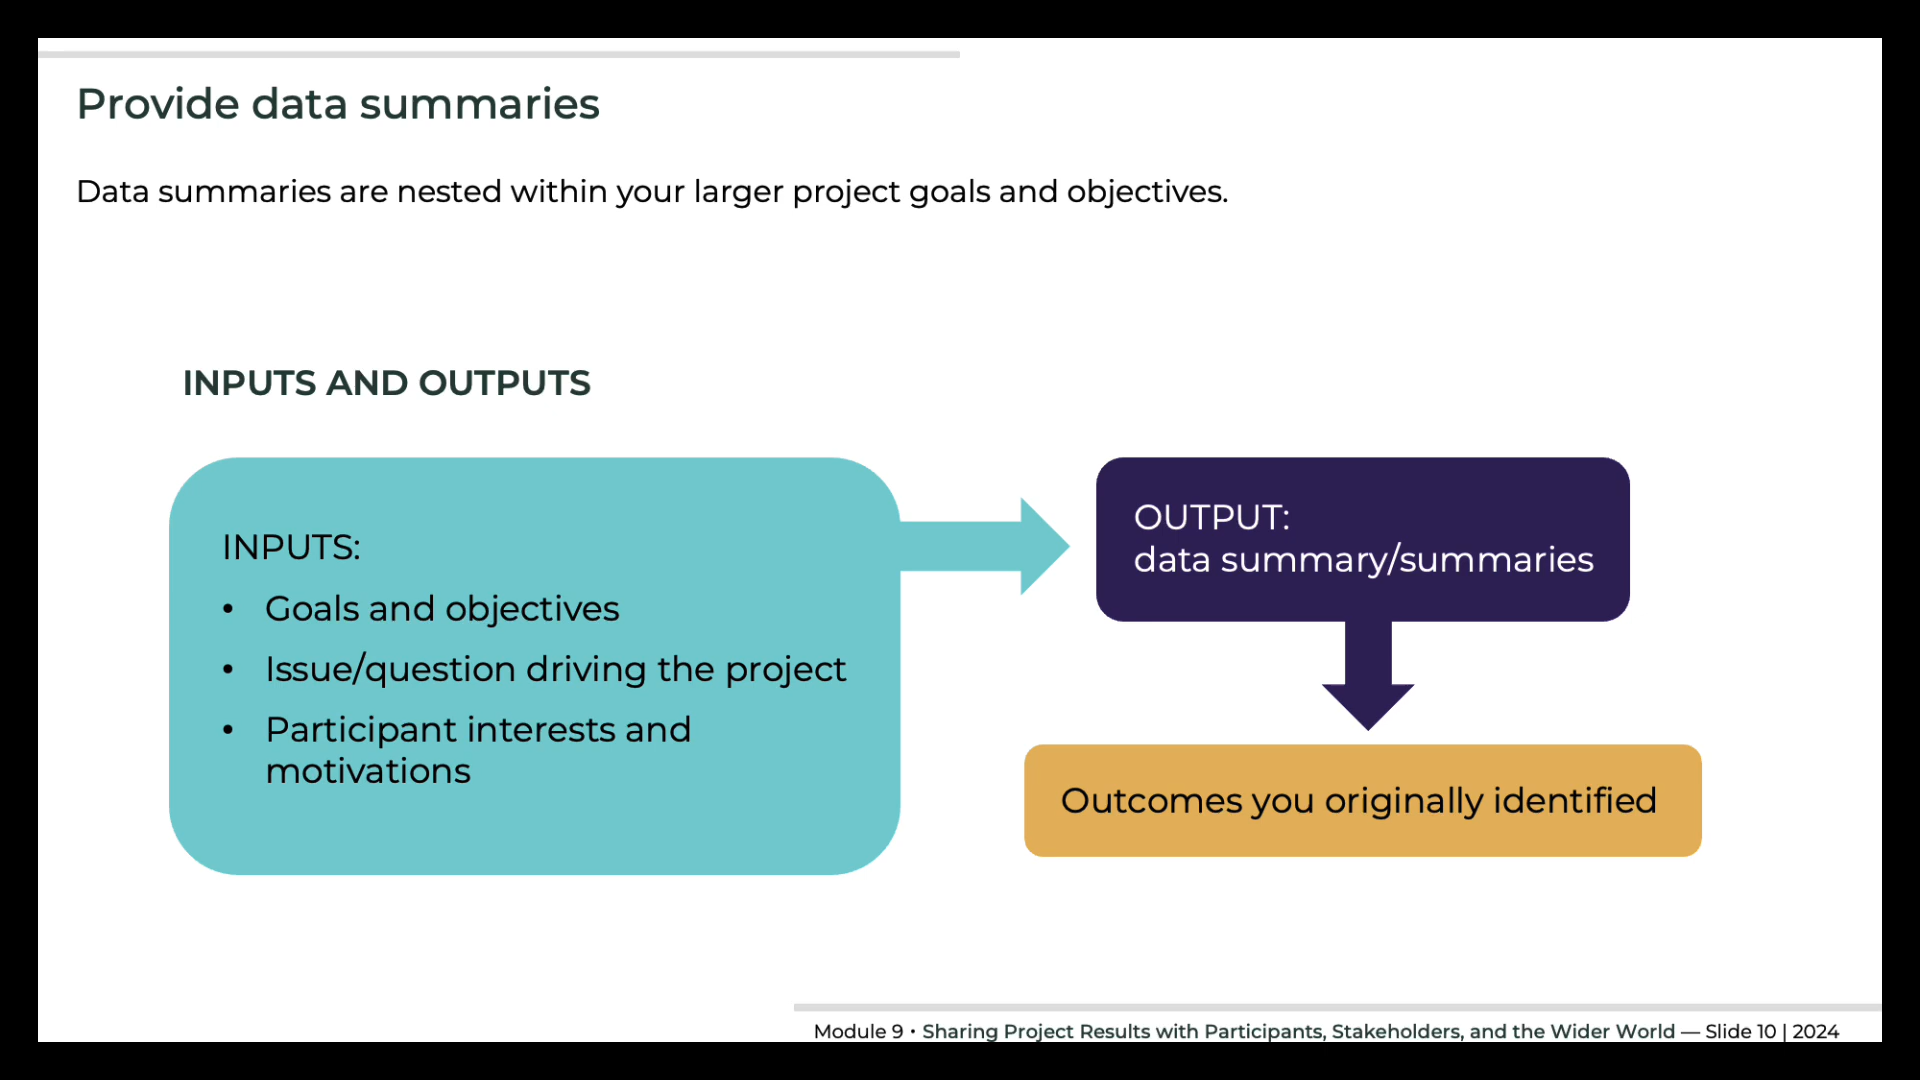 Provide data summaries
Data summaries are nested within your larger project goals and objectives.
INPUTS AND OUTPUTS
INPUTS:
• Goals and objectives
• Issue/question driving the project
• Participant interests and
motivations
OUTPUT:
data summary/summaries
Outcomes you originally identified
Module 9 • Sharing Project Results with Participants, Stakeholders, and the Wider World — Slide 10 | 2024